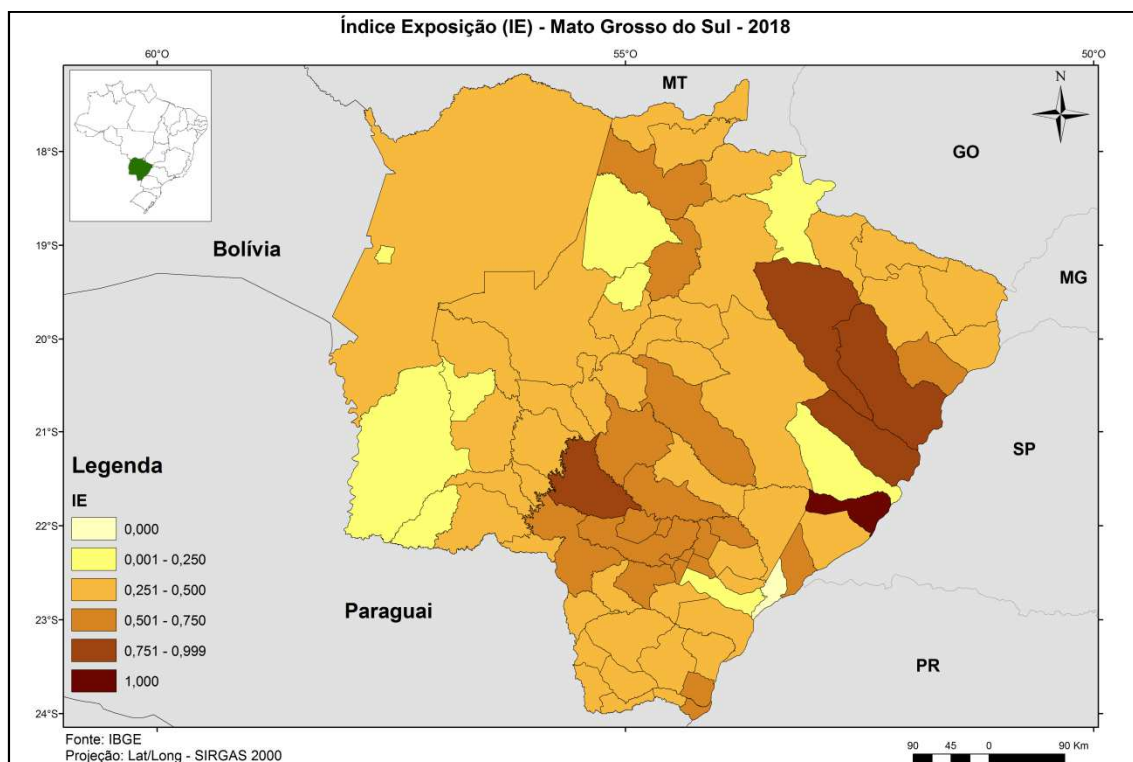 Índice Exposição (IE) - Mato Grosso do Sul - 2018
60°O
55°O
50°O
MT
N
GO
18°S
19°S
Bolívia
MG
20°S
21°S
SP
Legenda
IE
0,000
0,001 - 0,250
0,251 - 0,500
0,501 - 0,750
0,751 - 0,999
1,000
22°S
Paraguai
23°S
PR
24°S
Fonte: IBGE
Projeção: Lat/Long - SIRGAS 2000
90 45 0 90 Km